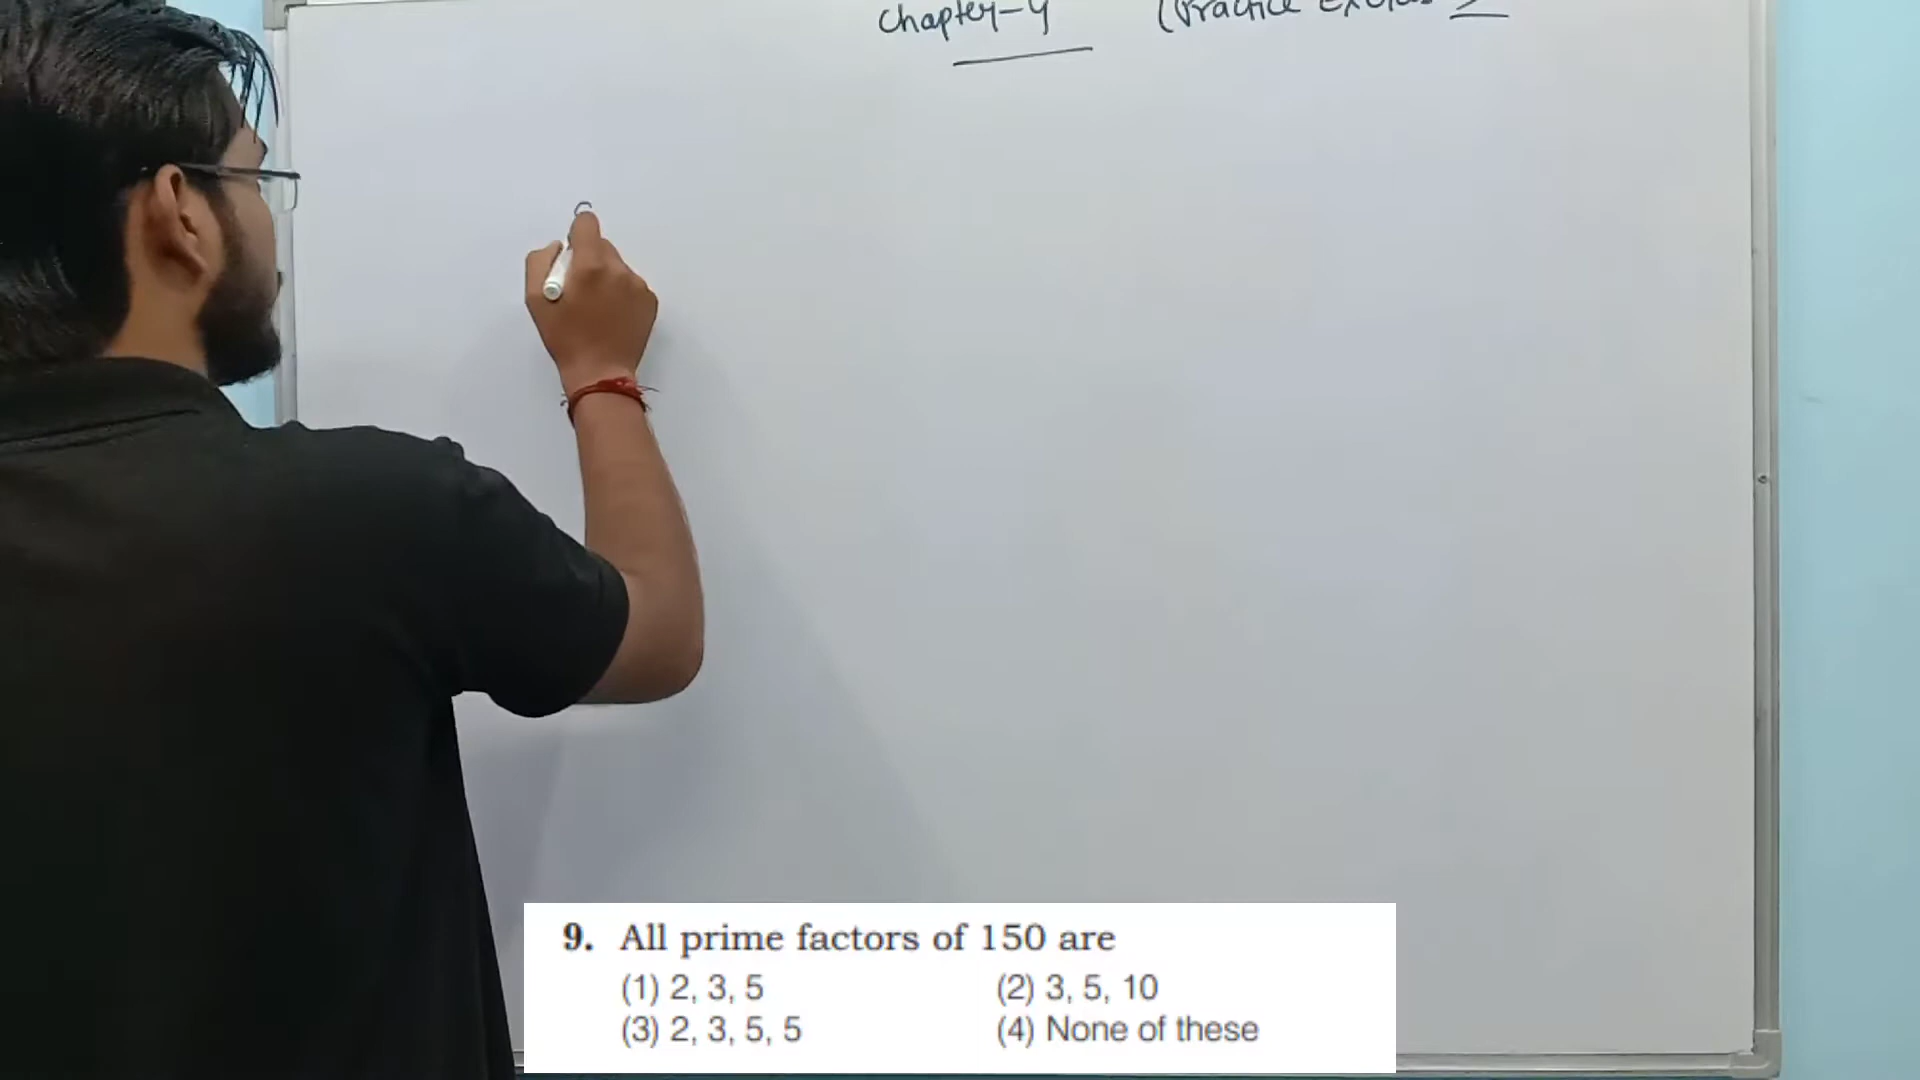 Chapter-4 (Practice
9. All prime factors of 150 are
(1) 2, 3, 5 (2) 3, 5, 10
(3) 2, 3, 5, 5 (4) None of these